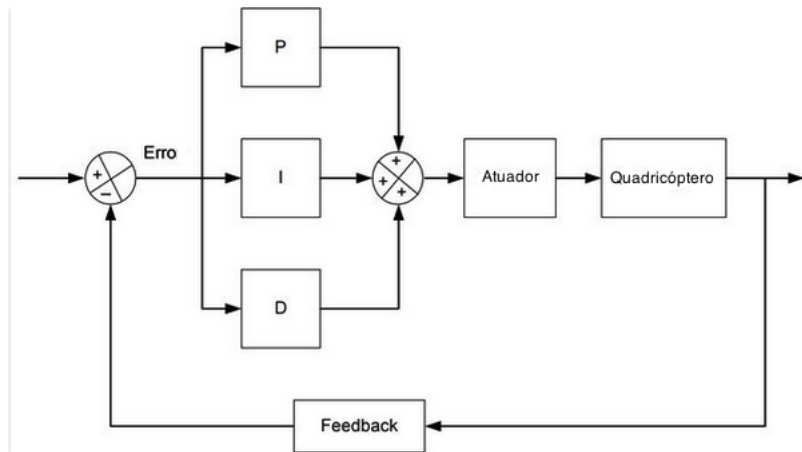 P
Erro
+
−
I
+
+
+
Atuador
Quadricóptero
D
Feedback